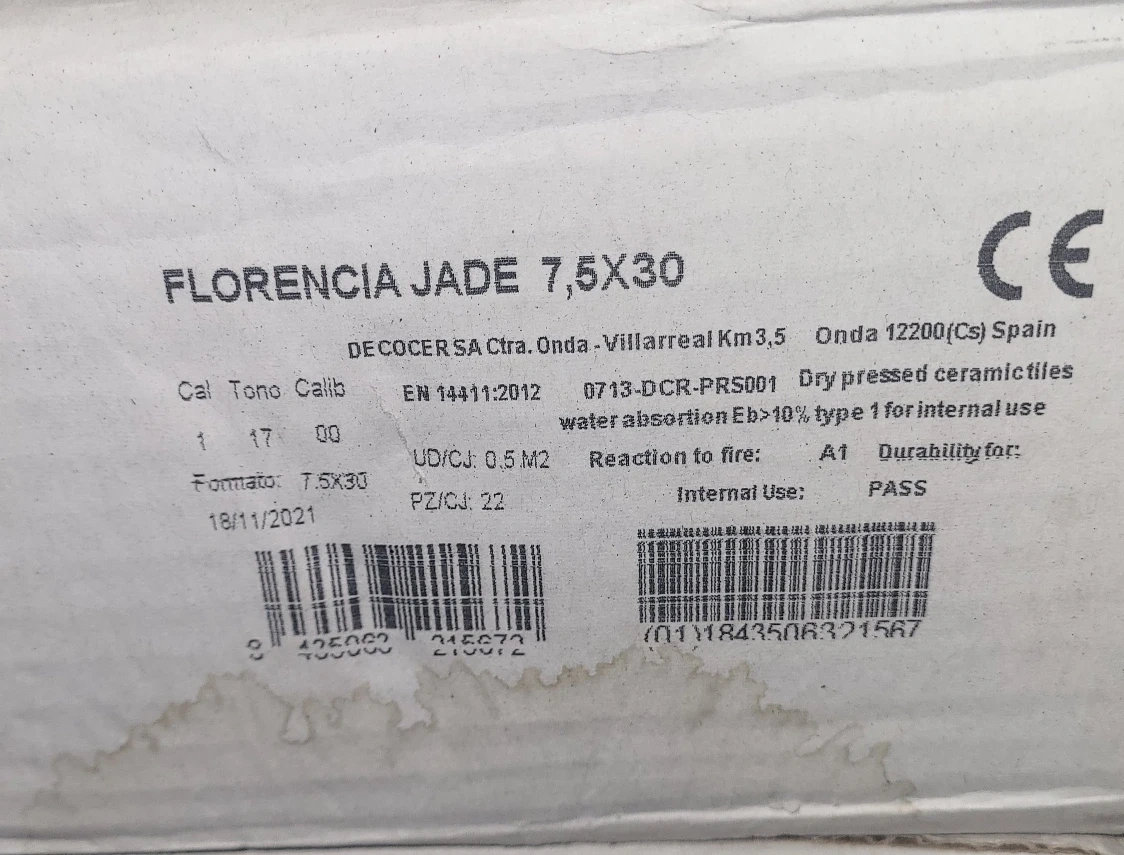 CE
FLORENCIA JADE 7,5X30
DECOCER SA Ctra. Onda -Villarreal Km 3,5 Onda 12200(Cs) Spain
Cal Tono Calib EN 14411:2012 0713-DCR-PRS001 Dry pressed ceramic tiles
1 17 00 water absortion Eb>10% type 1 for internal use
UD/CJ: 0,5 M2 Reaction to fire: A1 Durability for:
Formato: 7.5X30 PZ/CJ: 22 Internal Use: PASS
18/11/2021
(01)1843506321567